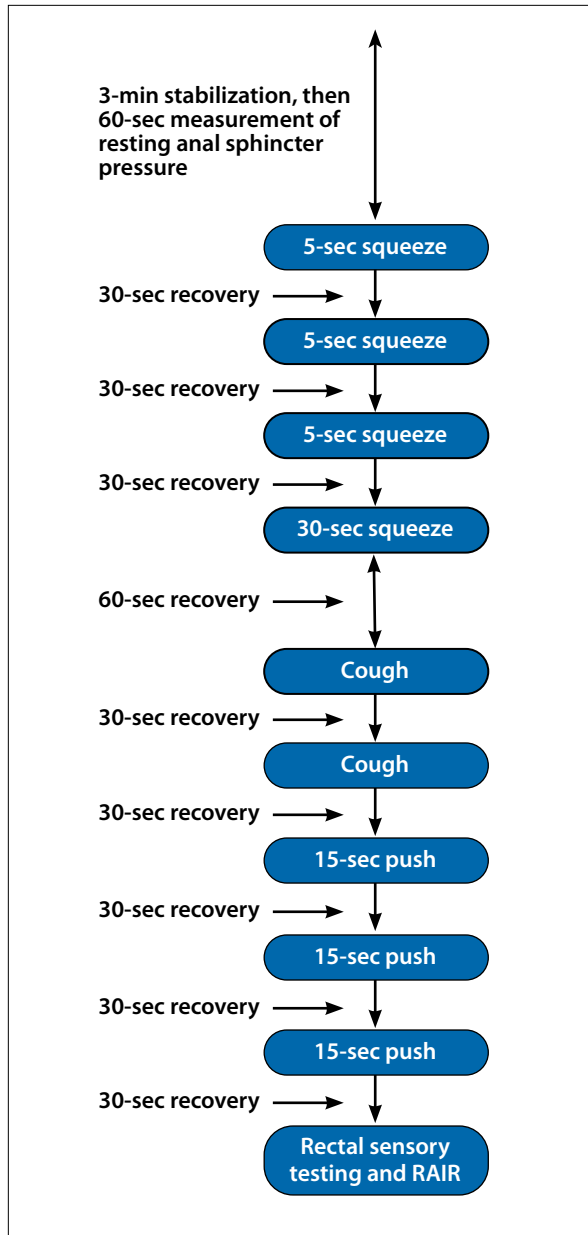 3-min stabilization, then
60-sec measurement of
resting anal sphincter
pressure
5-sec squeeze
30-sec recovery
5-sec squeeze
30-sec recovery
5-sec squeeze
30-sec recovery
30-sec squeeze
60-sec recovery
Cough
30-sec recovery
Cough
30-sec recovery
15-sec push
30-sec recovery
15-sec push
30-sec recovery
15-sec push
30-sec recovery
Rectal sensory
testing and RAIR